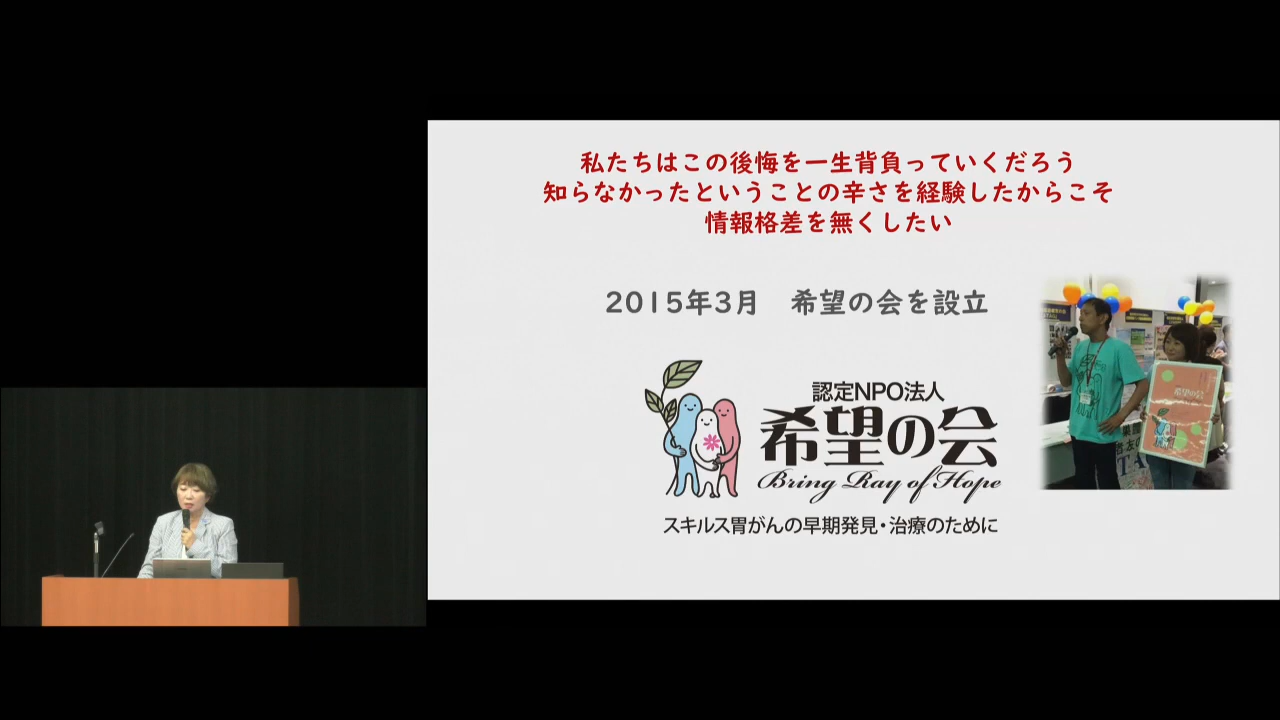 私たちはこの後悔を一生背負っていくだろう
知らなかったということの辛さを経験したからこそ
情報格差を無くしたい
2015年3月　希望の会を設立
認定NPO法人
希望の会
Bring Ray of Hope
スキルス胃がんの早期発見・治療のために
希望の会